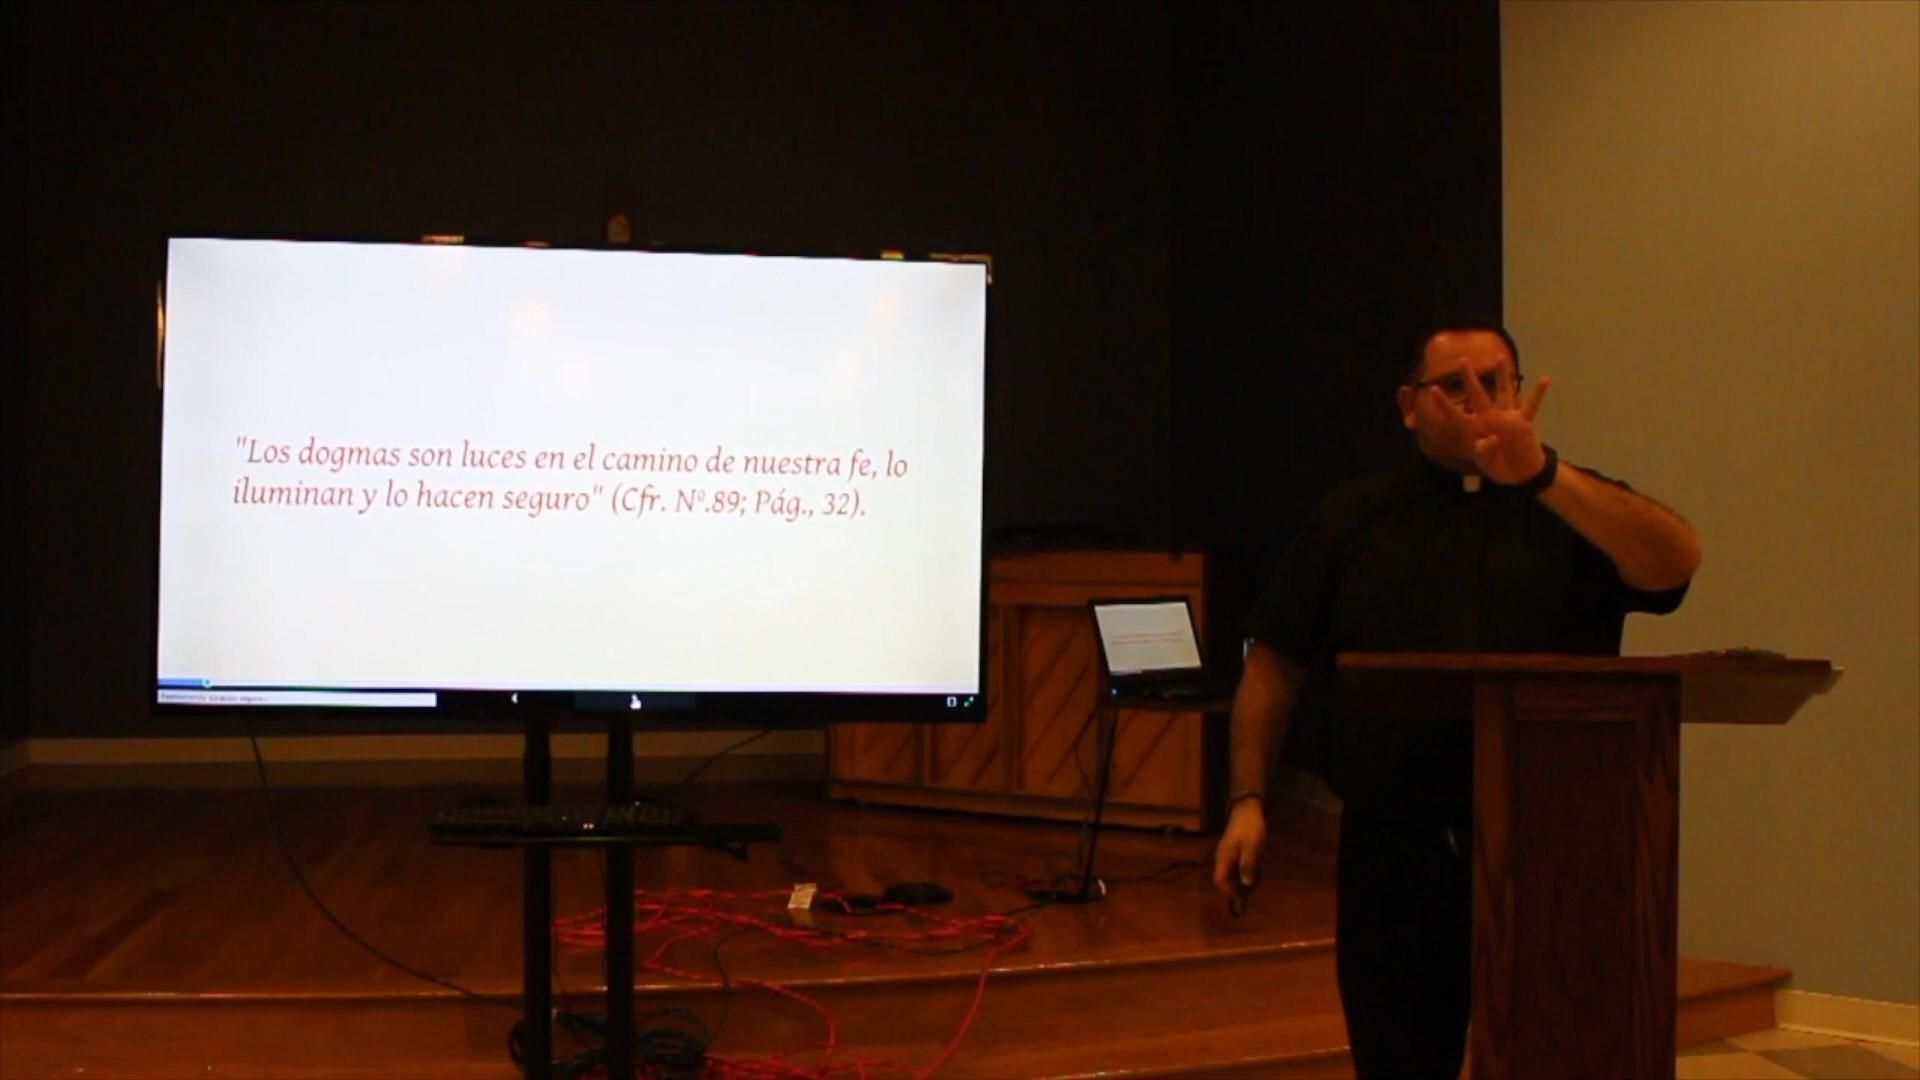 "Los dogmas son luces en el camino de nuestra fe, lo
iluminan y lo hacen seguro" (Cfr. Nº.89; Pág., 32).